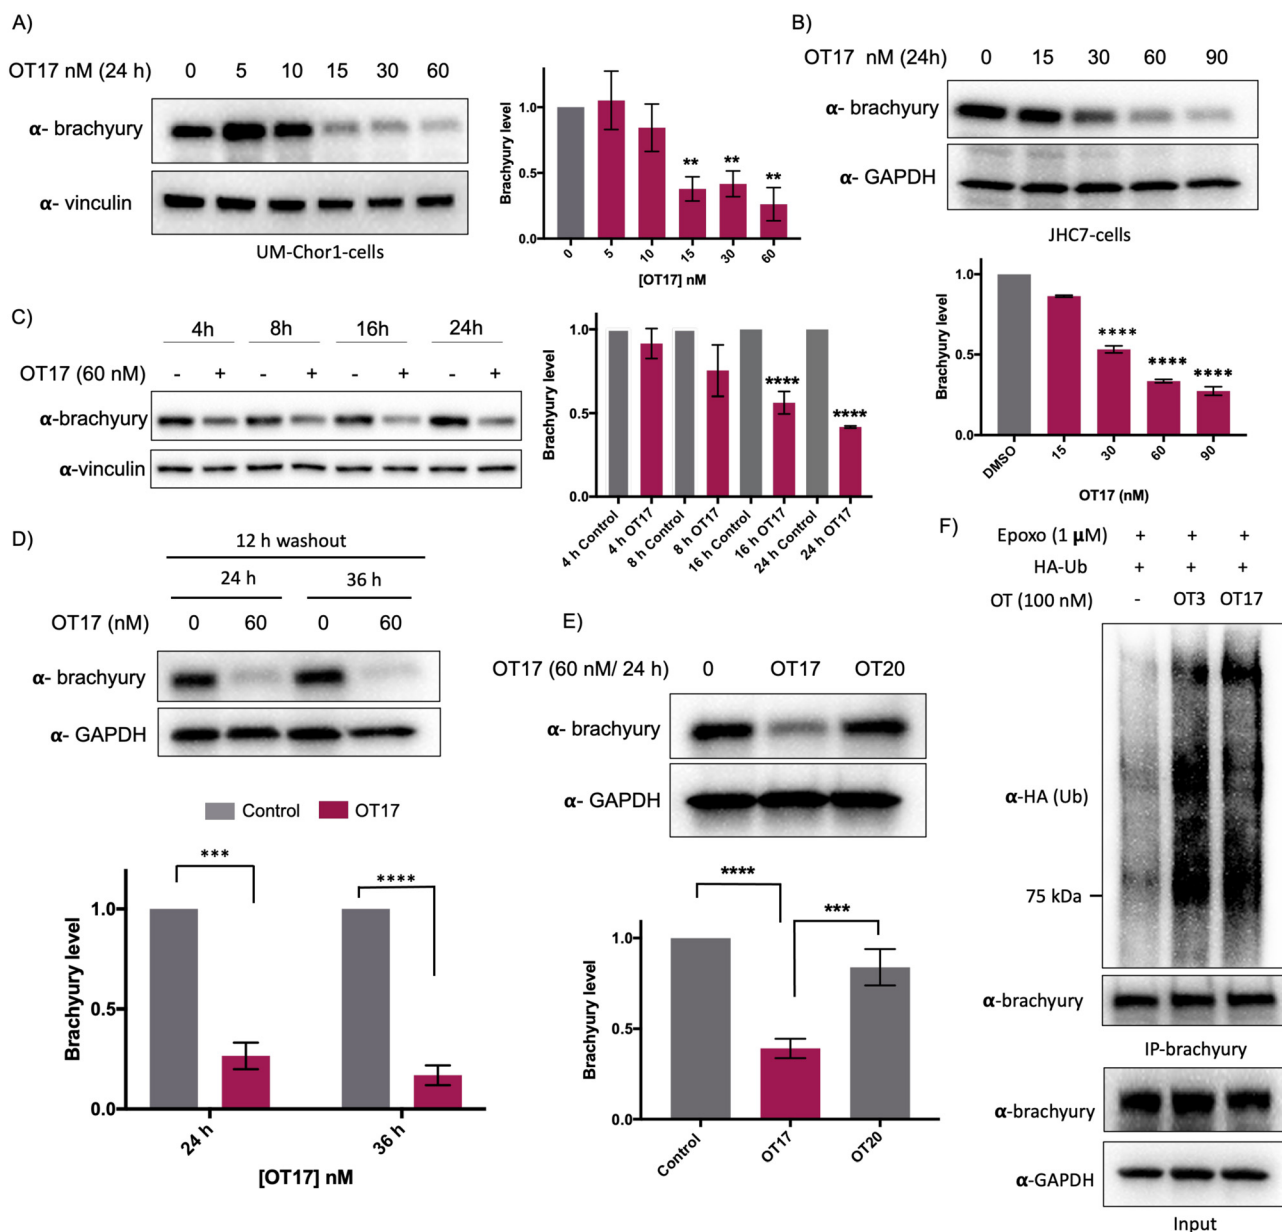 A)
OT17 nM (24 h) 0 5 10 15 30 60
α- brachyury
α- vinculin
UM-Chor1-cells
Brachyury level
1.0
0.5
0.0
** ** **
0 5 10 15 30 60
[OT17] nM
B)
OT17 nM (24h) 0 15 30 60 90
α- brachyury
α- GAPDH
JHC7-cells
Brachyury level
1.0
0.5
0.0
**** **** ****
DMSO 15 30 60 90
OT17 (nM)
C)
4h 8h 16h 24h
OT17 (60 nM) - + - + - + - +
α-brachyury
α-vinculin
Brachyury level
1.0
0.5
0.0
**** ****
4 h Control 4 h OT17 8 h Control 8 h OT17 16 h Control 16 h OT17 24 h Control 24 h OT17
D)
12 h washout
24 h 36 h
OT17 (nM) 0 60 0 60
α- brachyury
α- GAPDH
Control OT17
Brachyury level
1.0
0.5
0.0
*** ****
24 h 36 h
[OT17] nM
E)
OT17 (60 nM/ 24 h) 0 OT17 OT20
α- brachyury
α- GAPDH
Brachyury level
1.0
0.5
0.0
**** ***
Control OT17 OT20
F)
Epoxo (1 μM) + + +
HA-Ub + + +
OT (100 nM) - OT3 OT17
α-HA (Ub)
75 kDa
α-brachyury
IP-brachyury
α-brachyury
α-GAPDH
Input